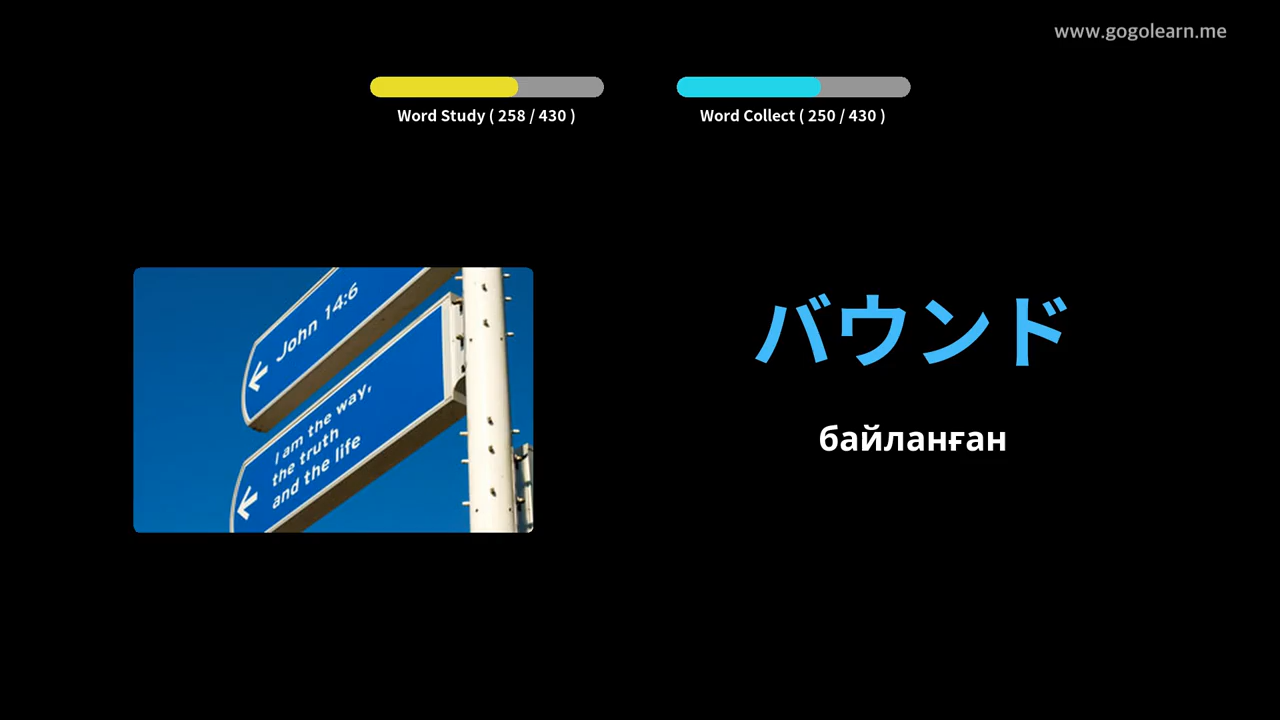 www.gogolearn.me
Word Study ( 258 / 430 )
Word Collect ( 250 / 430 )
John 14:6
I am the way,
the truth
and the life
バウンド
байланған